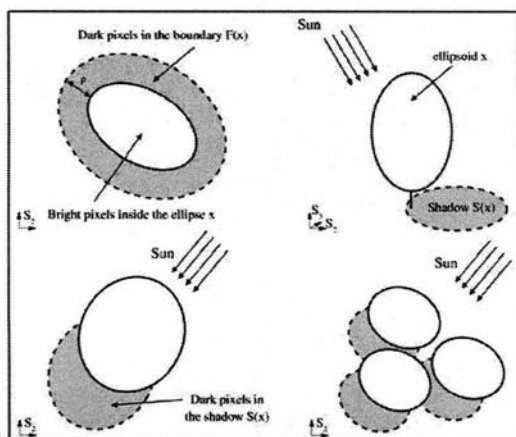 Dark pixels in the boundary F(x)
ρ
Bright pixels inside the ellipse x
S₂
Sun
ellipsoid x
Shadow S(x)
S₃
S₂
Sun
Dark pixels in
the shadow S(x)
S₂
Sun
S₂